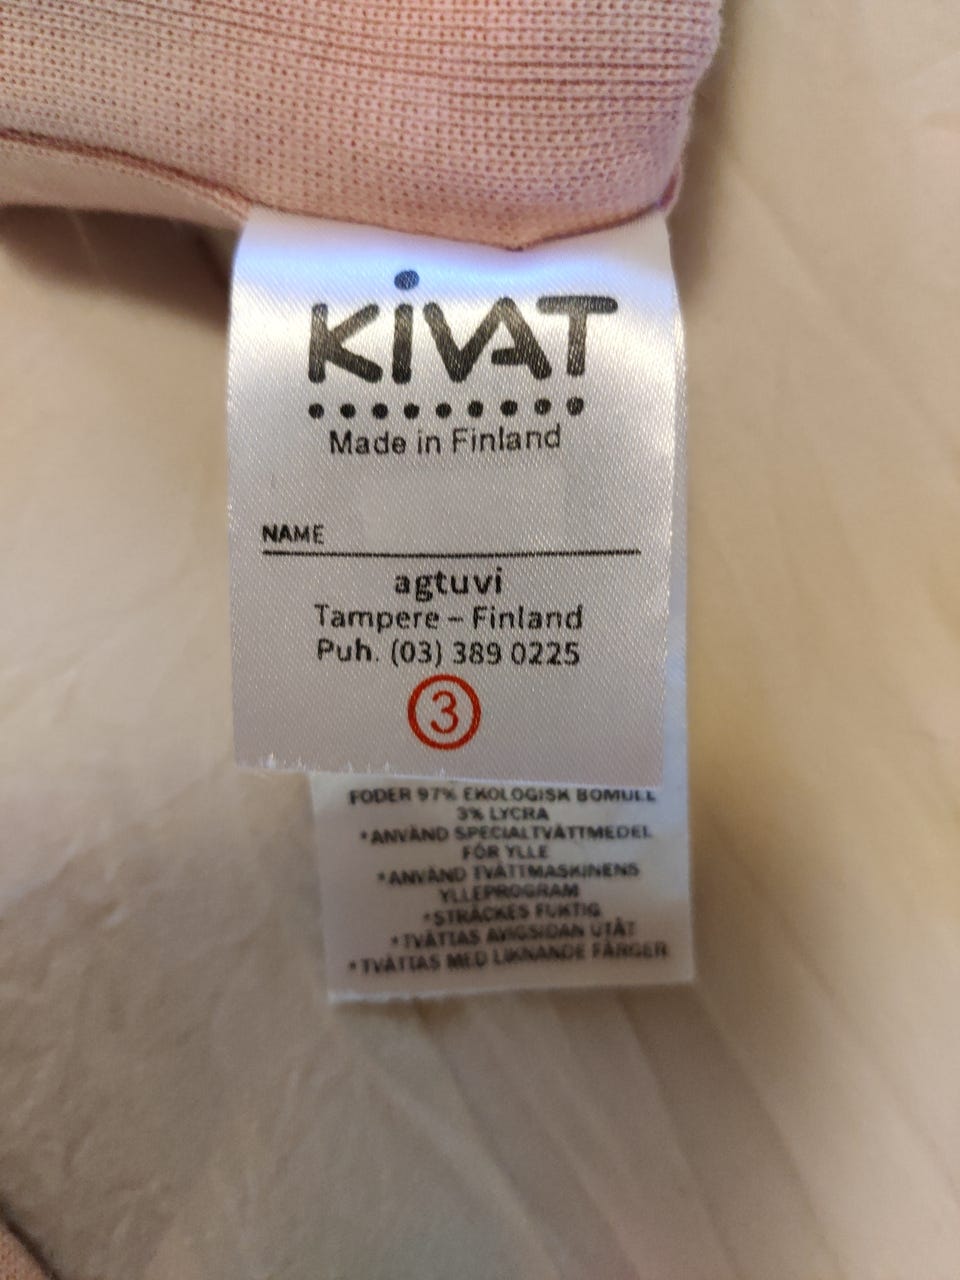 KiVAT
Made in Finland
NAME
agtuvi
Tampere – Finland
Puh. (03) 389 0225
3
FODER 97% EKOLOGISK BOMULL
3% LYCRA
*ANVÄND SPECIALTVÄTTMEDEL
FÖR YLLE
*ANVÄND TVÄTTMASKINENS
YLLEPROGRAM
*STRÄCKES FUKTIG
*TVÄTTAS AVIGSIDAN UTÅT
*TVÄTTAS MED LIKNANDE FÄRGER